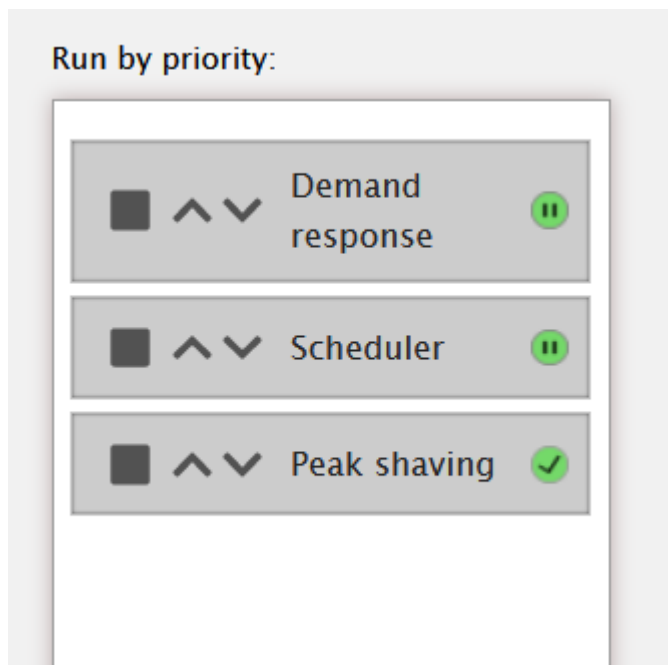 Run by priority:
Demand
response
Scheduler
Peak shaving